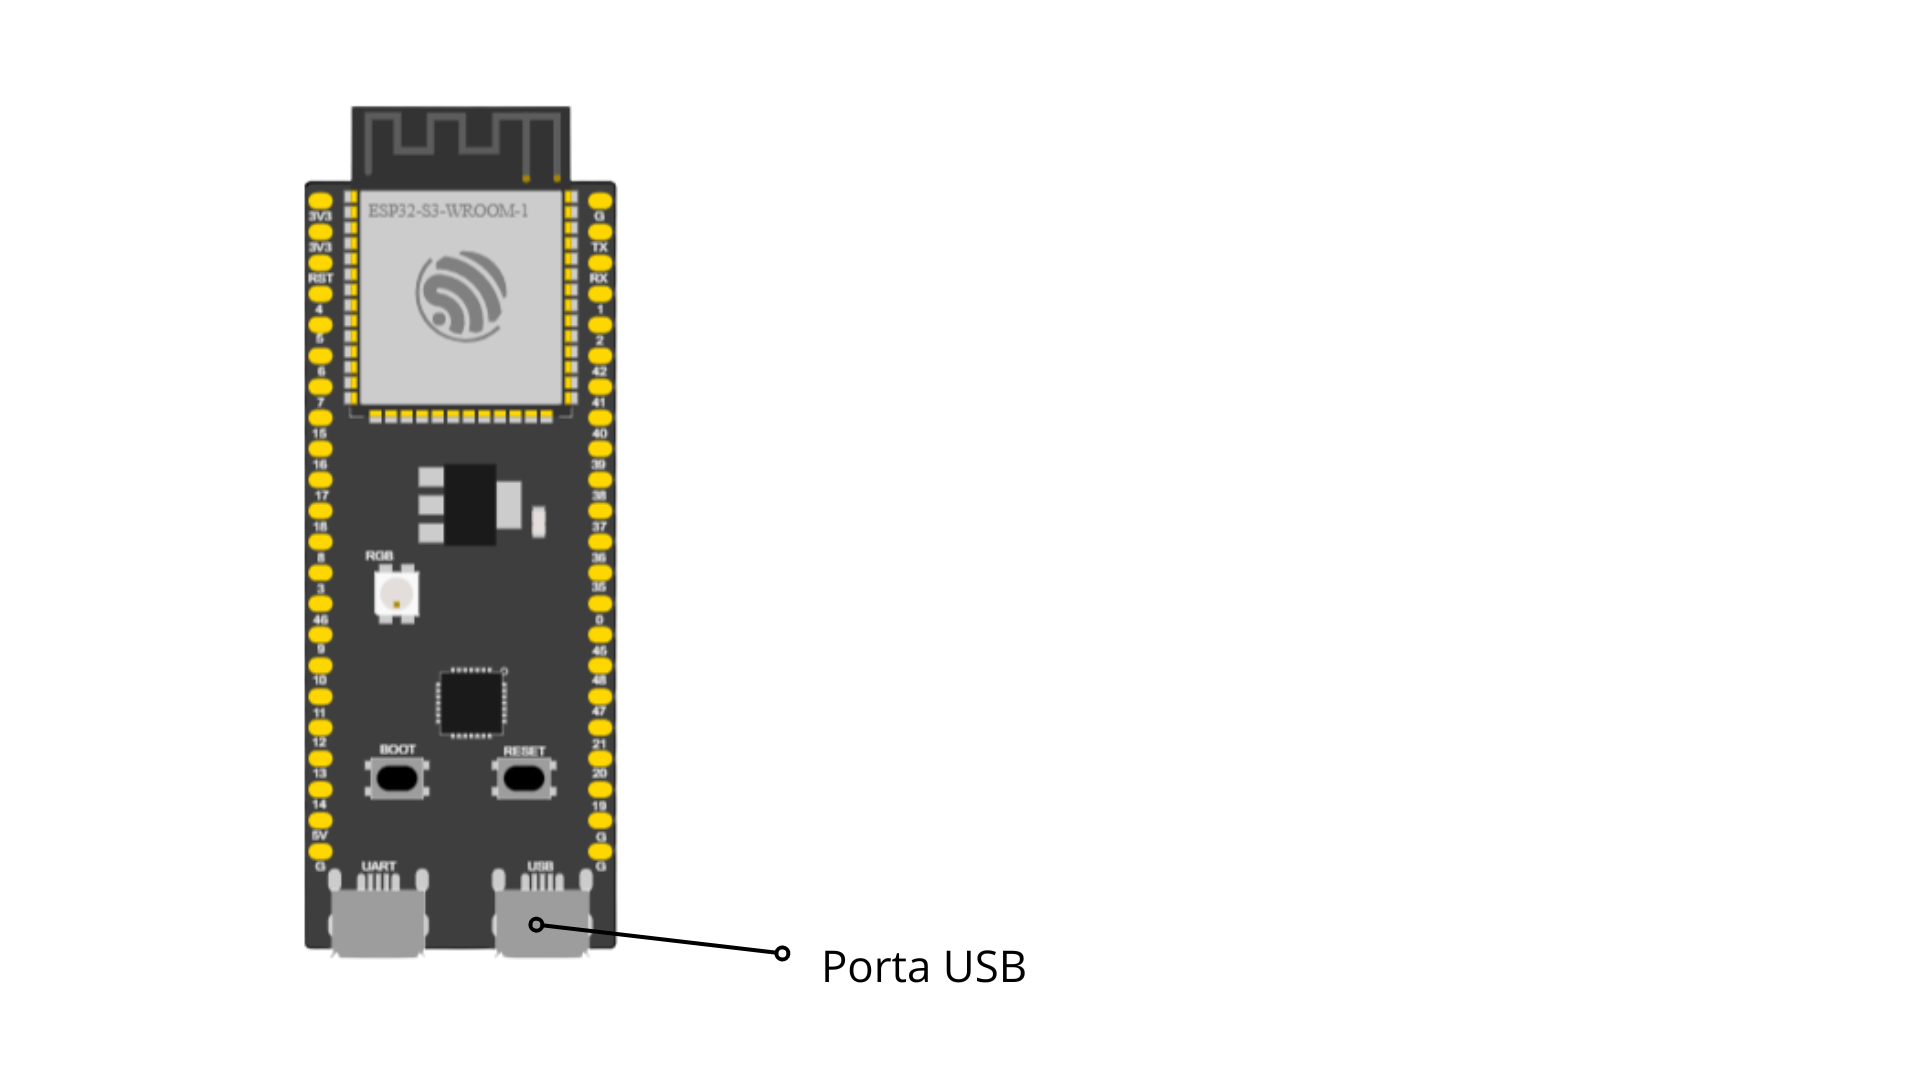 ESP32-S3-WROOM-1
3V3
3V3
RST
4
5
6
7
15
16
17
18
8
3
46
9
10
11
12
13
14
5V
G
G
TX
RX
1
2
42
41
40
39
38
37
36
35
0
45
48
47
21
20
19
G
G
RGB
BOOT
RESET
UART
USB
Porta USB